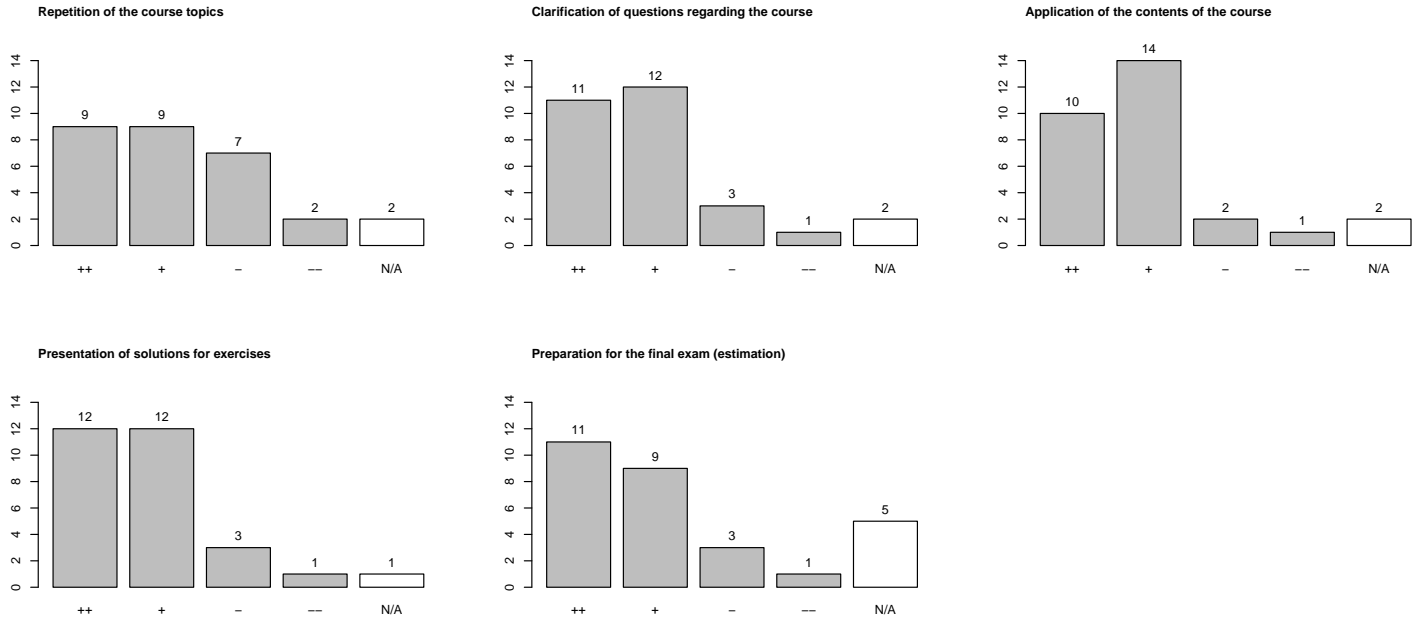 Repetition of the course topics
14
12
10
8
6
4
2
0
9 9 7 2 2
++ + − −− N/A
Clarification of questions regarding the course
14
12
10
8
6
4
2
0
11 12 3 1 2
++ + − −− N/A
Application of the contents of the course
14
12
10
8
6
4
2
0
10 14 2 1 2
++ + − −− N/A
Presentation of solutions for exercises
14
12
10
8
6
4
2
0
12 12 3 1 1
++ + − −− N/A
Preparation for the final exam (estimation)
14
12
10
8
6
4
2
0
11 9 3 1 5
++ + − −− N/A